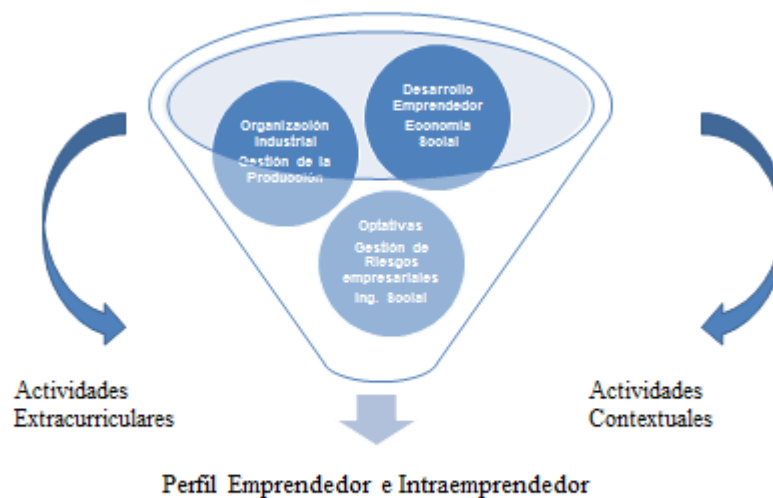 Desarrollo
Emprendedor
Economia
Social
Organización
Industrial
Gestión de la
Producción
Optativas
Gestión de
Riesgos
empresariales
Ing. Social
Actividades
Extracurriculares
Actividades
Contextuales
Perfil Emprendedor e Intraemprendedor